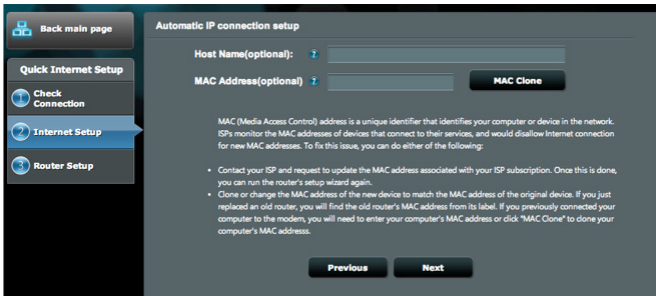 Back main page
Quick Internet Setup
1 Check
Connection
2 Internet Setup
3 Router Setup
Automatic IP connection setup
Host Name(optional): ?
MAC Address(optional) ?
MAC Clone
MAC (Media Access Control) address is a unique identifier that identifies your computer or device in the network.
ISPs monitor the MAC addresses of devices that connect to their services, and would disallow Internet connection
for new MAC addresses. To fix this issue, you can do either of the following:
• Contact your ISP and request to update the MAC address associated with your ISP subscription. Once this is done,
you can run the router's setup wizard again.
• Clone or change the MAC address of the new device to match the MAC address of the original device. If you just
replaced an old router, you will find the old router's MAC address from its label. If you previously connected your
computer to the modem, you will need to enter your computer's MAC address or click "MAC Clone" to clone your
computer's MAC addresss.
Previous
Next